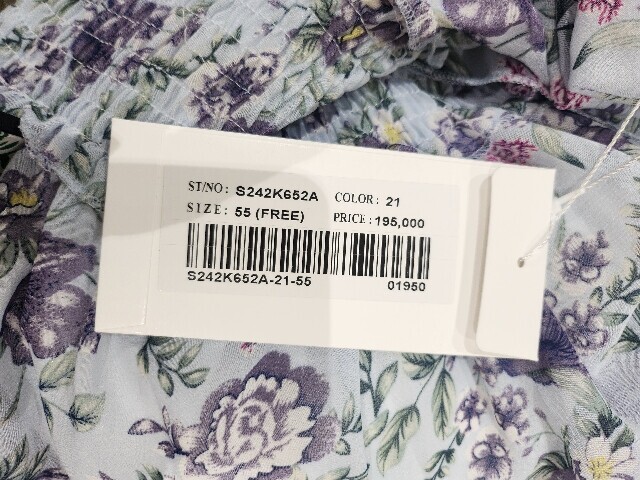 ST/NO: S242K652A COLOR: 21
SIZE: 55 (FREE) PRICE: 195,000
S242K652A-21-55 01950